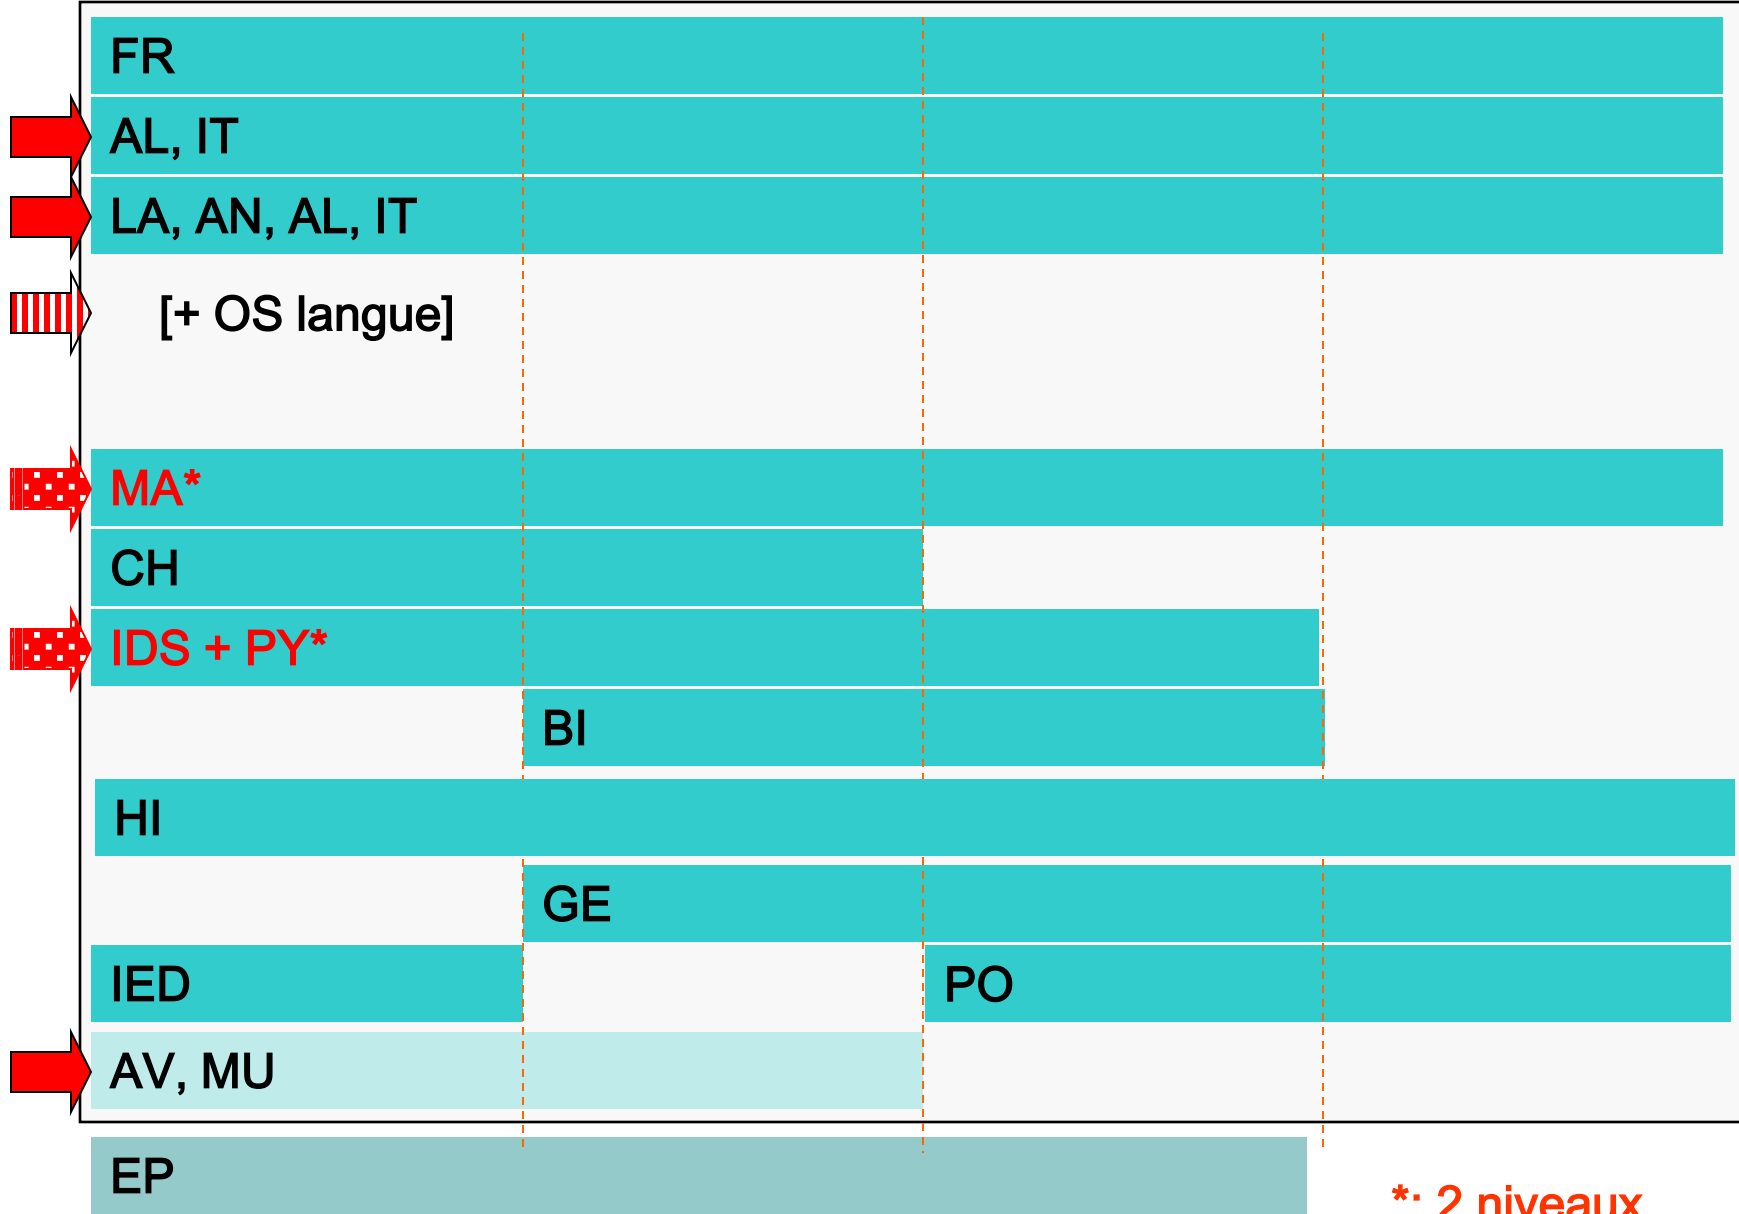 FR
AL, IT
LA, AN, AL, IT
[+ OS langue]
MA*
CH
IDS + PY*
BI
HI
GE
IED
PO
AV, MU
EP
*: 2 niveaux